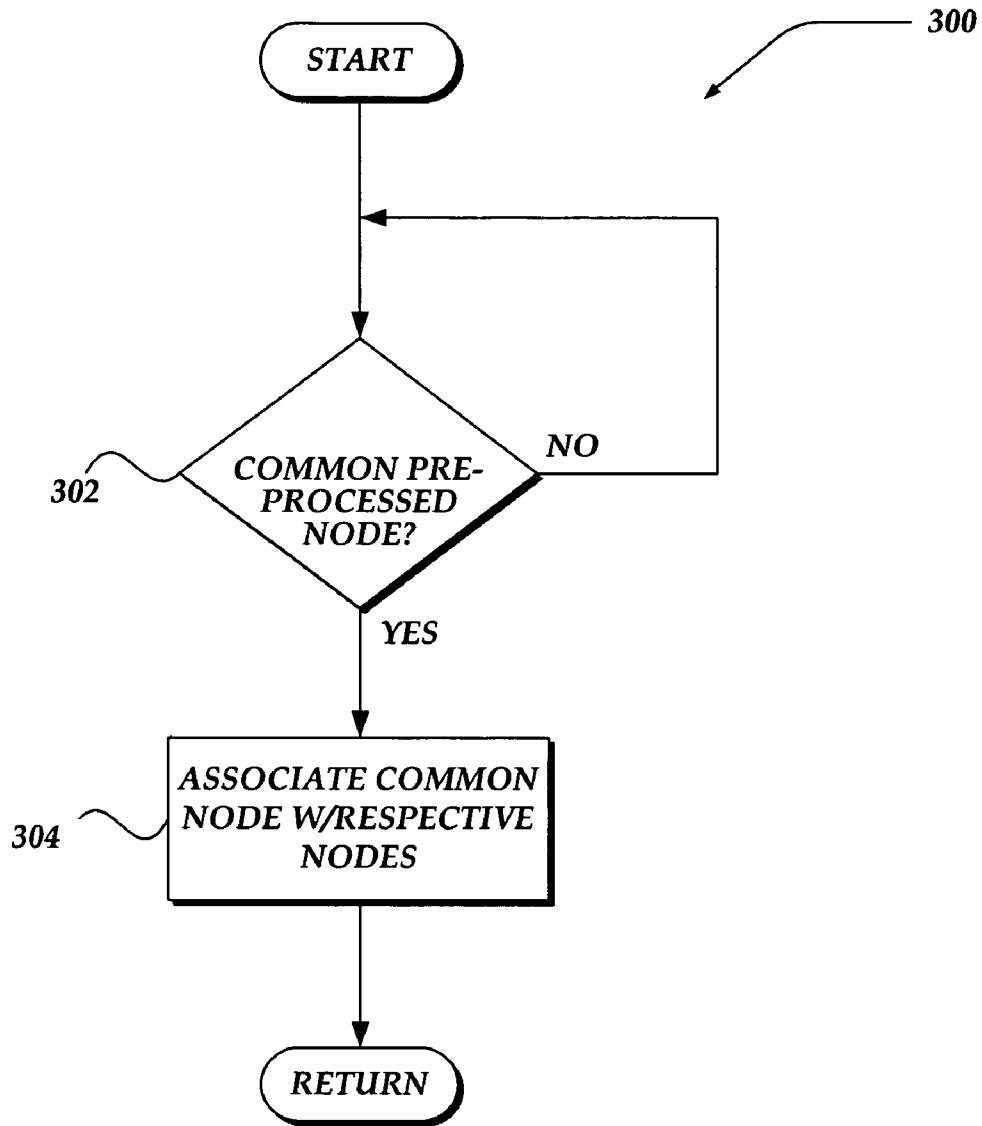 300
START
NO
302
COMMON PRE-
PROCESSED
NODE?
YES
ASSOCIATE COMMON
NODE W/RESPECTIVE
NODES
304
RETURN